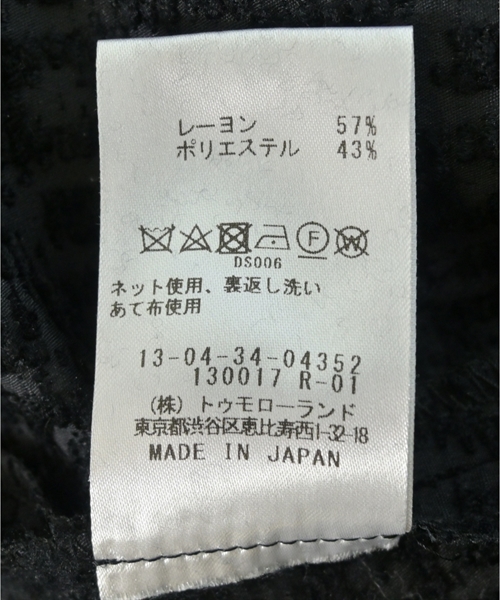 レーヨン 57%
ポリエステル 43%
F W
DS006
ネット使用、裏返し洗い
あて布使用
13-04-34-04352
130017 R-01
(株)トゥモローランド
東京都渋谷区恵比寿西1-32-18
MADE IN JAPAN